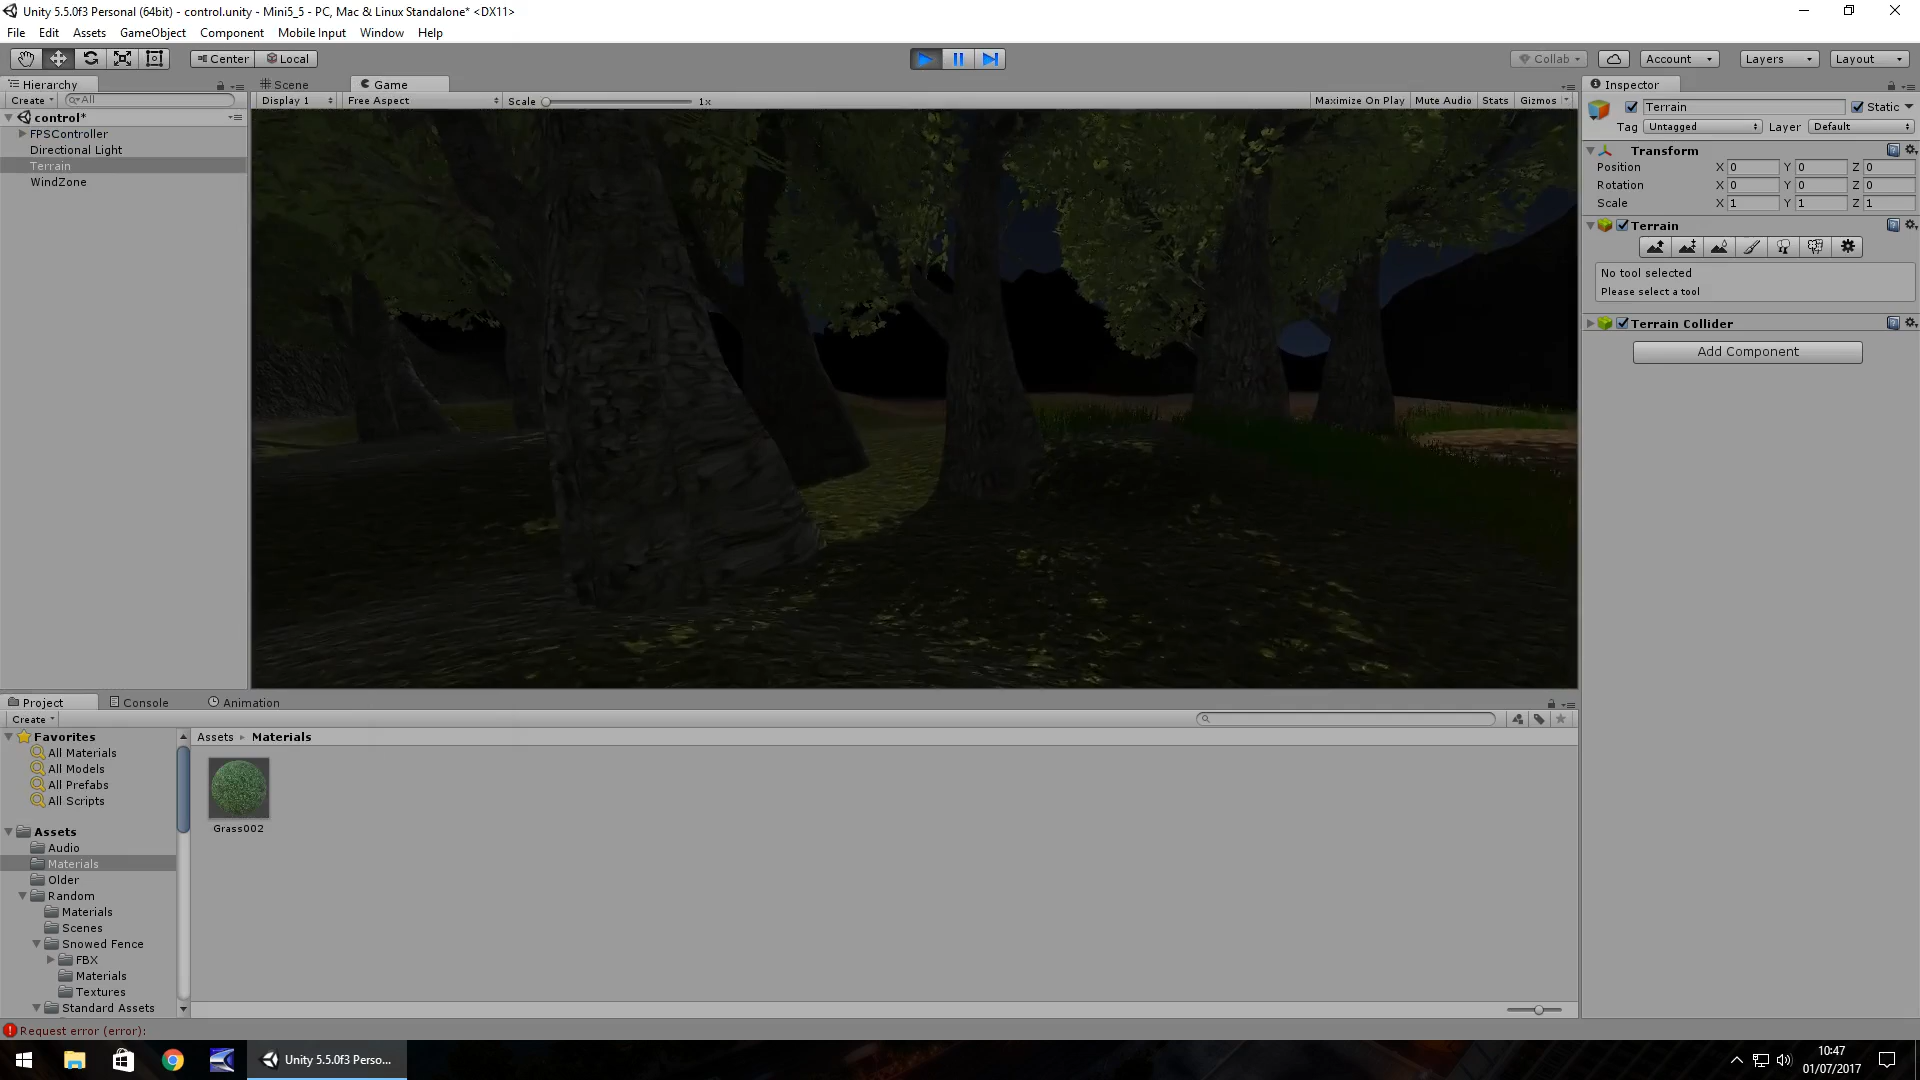 Unity 5.5.0f3 Personal (64bit) - control.unity - Mini5_5 - PC, Mac & Linux Standalone* <DX11>
File Edit Assets GameObject Component Mobile Input Window Help
Center Local
Collab Account Layers Layout
Hierarchy
Create All
control*
FPSController
Directional Light
Terrain
WindZone
Scene Game
Display 1 Free Aspect Scale 1x Maximize On Play Mute Audio Stats Gizmos
Inspector
Terrain Static
Tag Untagged Layer Default
Transform
Position X 0 Y 0 Z 0
Rotation X 0 Y 0 Z 0
Scale X 1 Y 1 Z 1
Terrain
No tool selected
Please select a tool
Terrain Collider
Add Component
Project Console Animation
Create
Favorites
All Materials
All Models
All Prefabs
All Scripts
Assets
Audio
Materials
Older
Random
Materials
Scenes
Snowed Fence
FBX
Materials
Textures
Standard Assets
Assets Materials
Grass002
Request error (error):
Unity 5.5.0f3 Perso...
10:47
01/07/2017